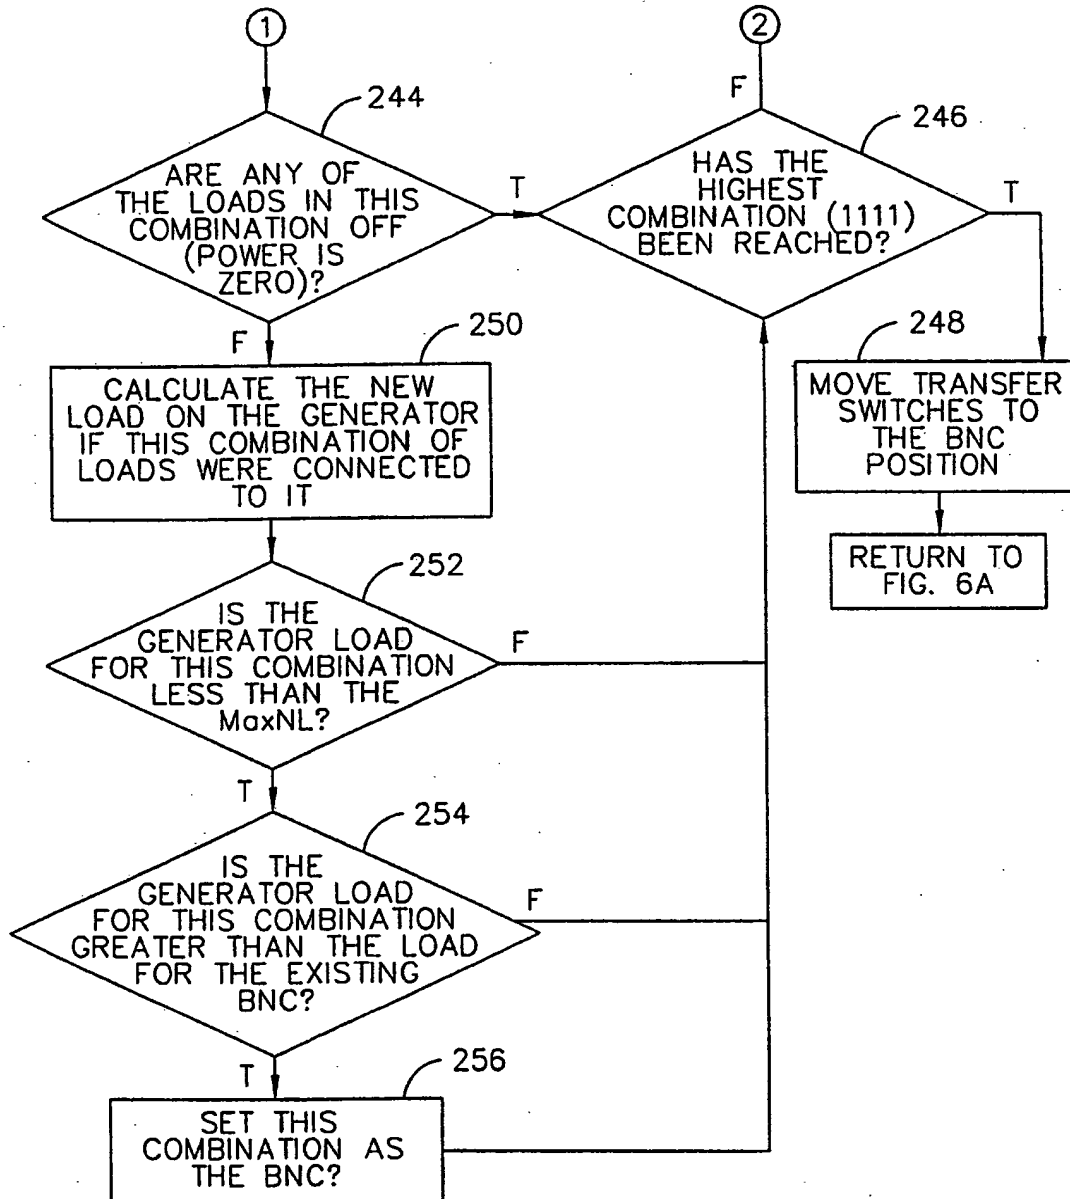 1
2
244
F
246
ARE ANY OF
THE LOADS IN THIS
COMBINATION OFF
(POWER IS
ZERO)?
T
HAS THE
HIGHEST
COMBINATION (1111)
BEEN REACHED?
T
F
250
CALCULATE THE NEW
LOAD ON THE GENERATOR
IF THIS COMBINATION OF
LOADS WERE CONNECTED
TO IT
248
MOVE TRANSFER
SWITCHES TO
THE BNC
POSITION
RETURN TO
FIG. 6A
252
IS THE
GENERATOR LOAD
FOR THIS COMBINATION
LESS THAN THE
MaxNL?
F
T
254
IS THE
GENERATOR LOAD
FOR THIS COMBINATION
GREATER THAN THE LOAD
FOR THE EXISTING
BNC?
F
T
256
SET THIS
COMBINATION AS
THE BNC?